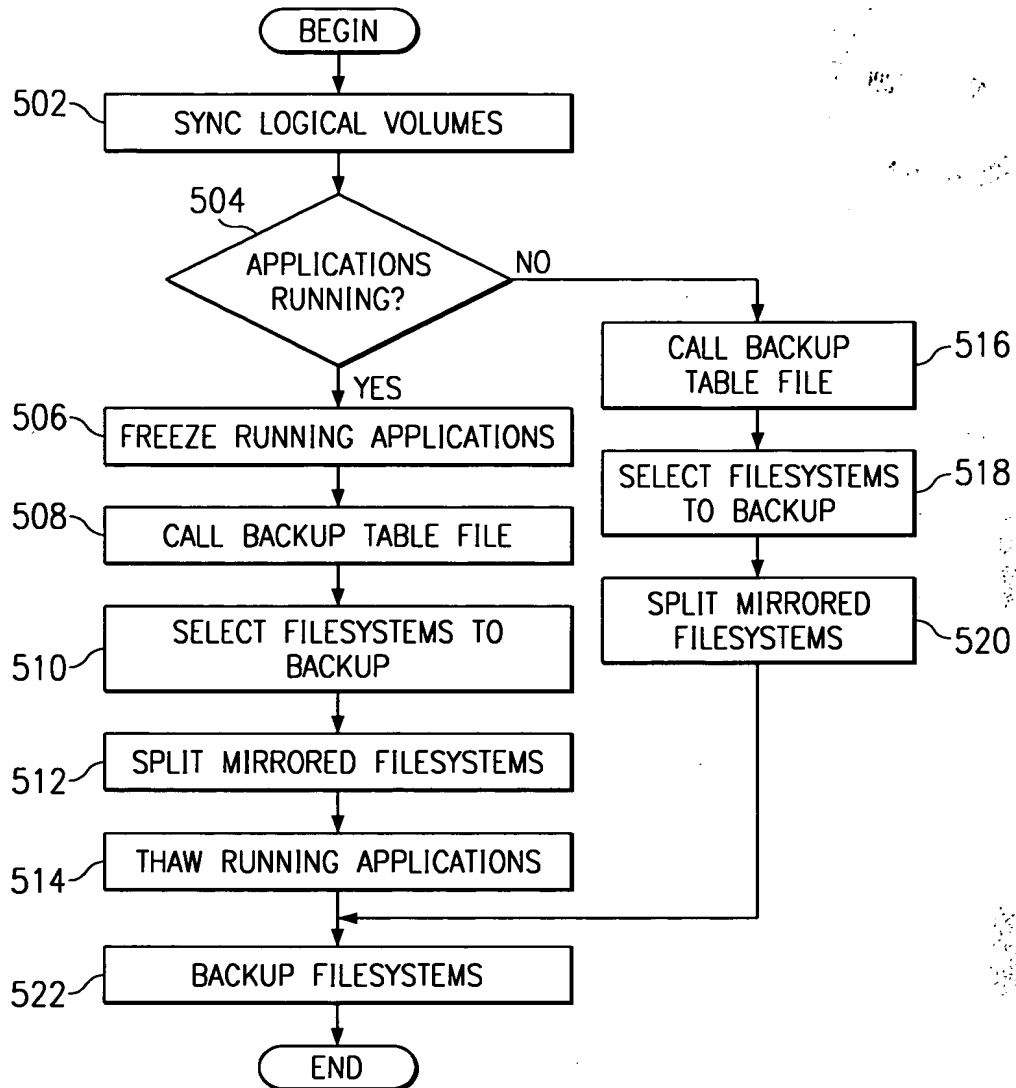 BEGIN
502
SYNC LOGICAL VOLUMES
504
APPLICATIONS
RUNNING?
NO
YES
506
FREEZE RUNNING APPLICATIONS
508
CALL BACKUP TABLE FILE
510
SELECT FILESYSTEMS TO
BACKUP
512
SPLIT MIRRORED FILESYSTEMS
514
THAW RUNNING APPLICATIONS
CALL BACKUP
TABLE FILE
516
SELECT FILESYSTEMS
TO BACKUP
518
SPLIT MIRRORED
FILESYSTEMS
520
522
BACKUP FILESYSTEMS
END